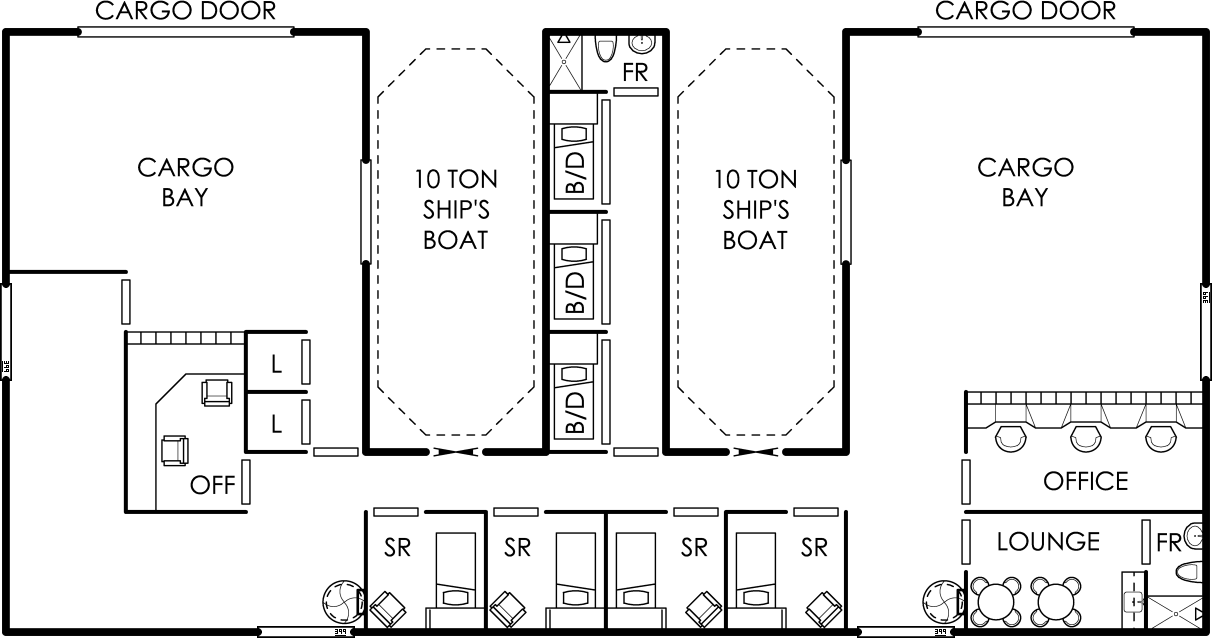 CARGO DOOR
CARGO DOOR
FR
CARGO
BAY
10 TON
SHIP'S
BOAT
B/D
10 TON
SHIP'S
BOAT
CARGO
BAY
B/D
L
B/D
L
OFF
OFFICE
SR
SR
SR
SR
LOUNGE
FR